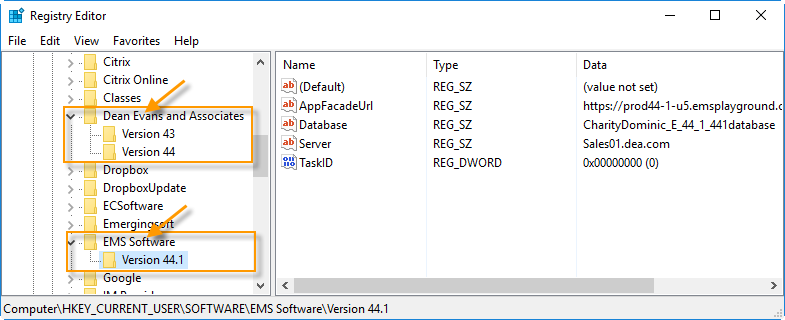 Registry Editor
File Edit View Favorites Help
Citrix
Citrix Online
Classes
Dean Evans and Associates
Version 43
Version 44
Dropbox
DropboxUpdate
ECSoftware
Emergingsoft
EMS Software
Version 44.1
Google
Name Type Data
(Default) REG_SZ (value not set)
AppFacadeUrl REG_SZ https://prod44-1-u5.emsplayground.
Database REG_SZ CharityDominic_E_44_1_441database
Server REG_SZ Sales01.dea.com
TaskID REG_DWORD 0x00000000 (0)
Computer\HKEY_CURRENT_USER\SOFTWARE\EMS Software\Version 44.1